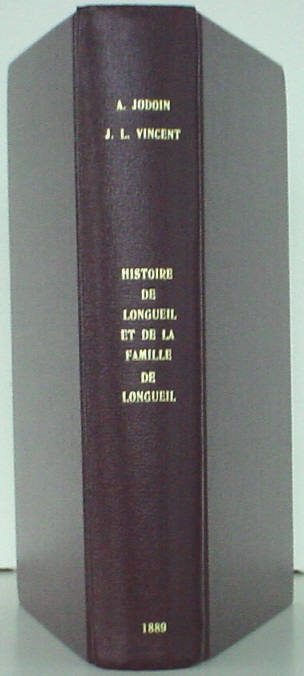 A. JODOIN
J. L. VINCENT
HISTOIRE
DE
LONGUEIL
ET DE LA
FAMILLE
DE
LONGUEIL
1889